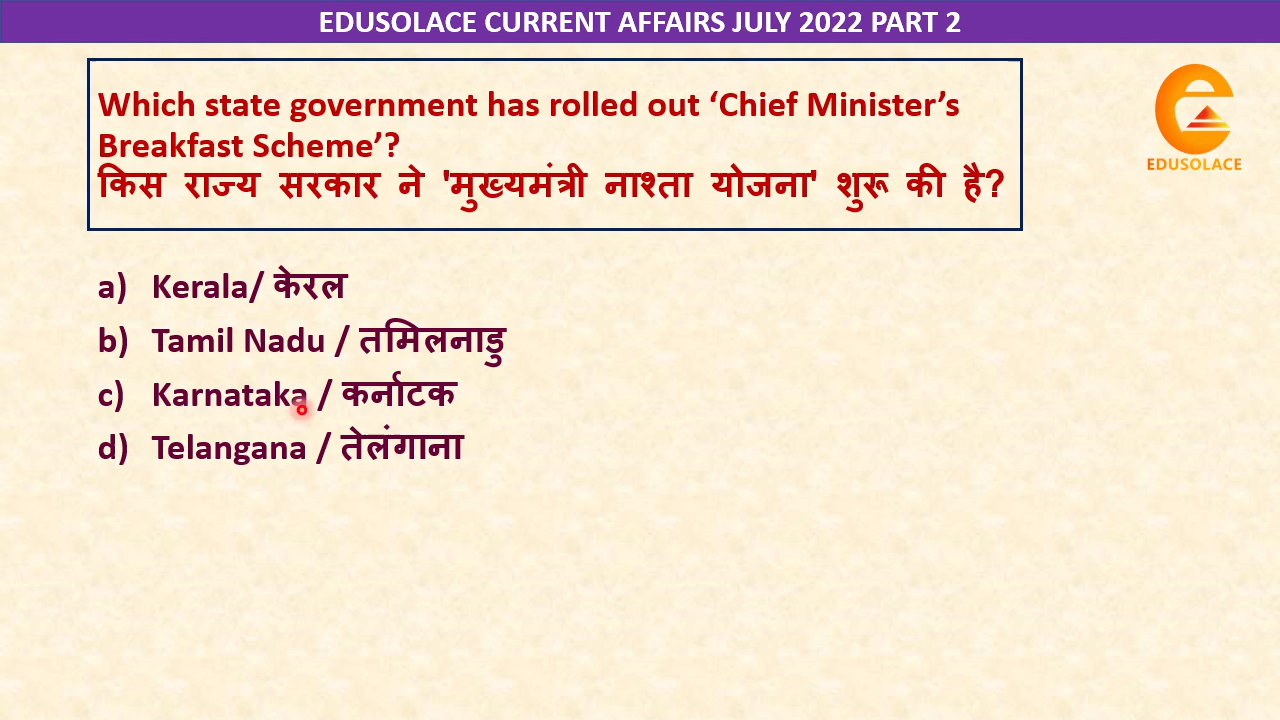 EDUSOLACE CURRENT AFFAIRS JULY 2022 PART 2
Which state government has rolled out ‘Chief Minister’s
Breakfast Scheme’?
किस राज्य सरकार ने 'मुख्यमंत्री नाश्ता योजना' शुरू की है?
EDUSOLACE
a) Kerala/ केरल
b) Tamil Nadu / तमिलनाडु
c) Karnataka / कर्नाटक
d) Telangana / तेलंगाना